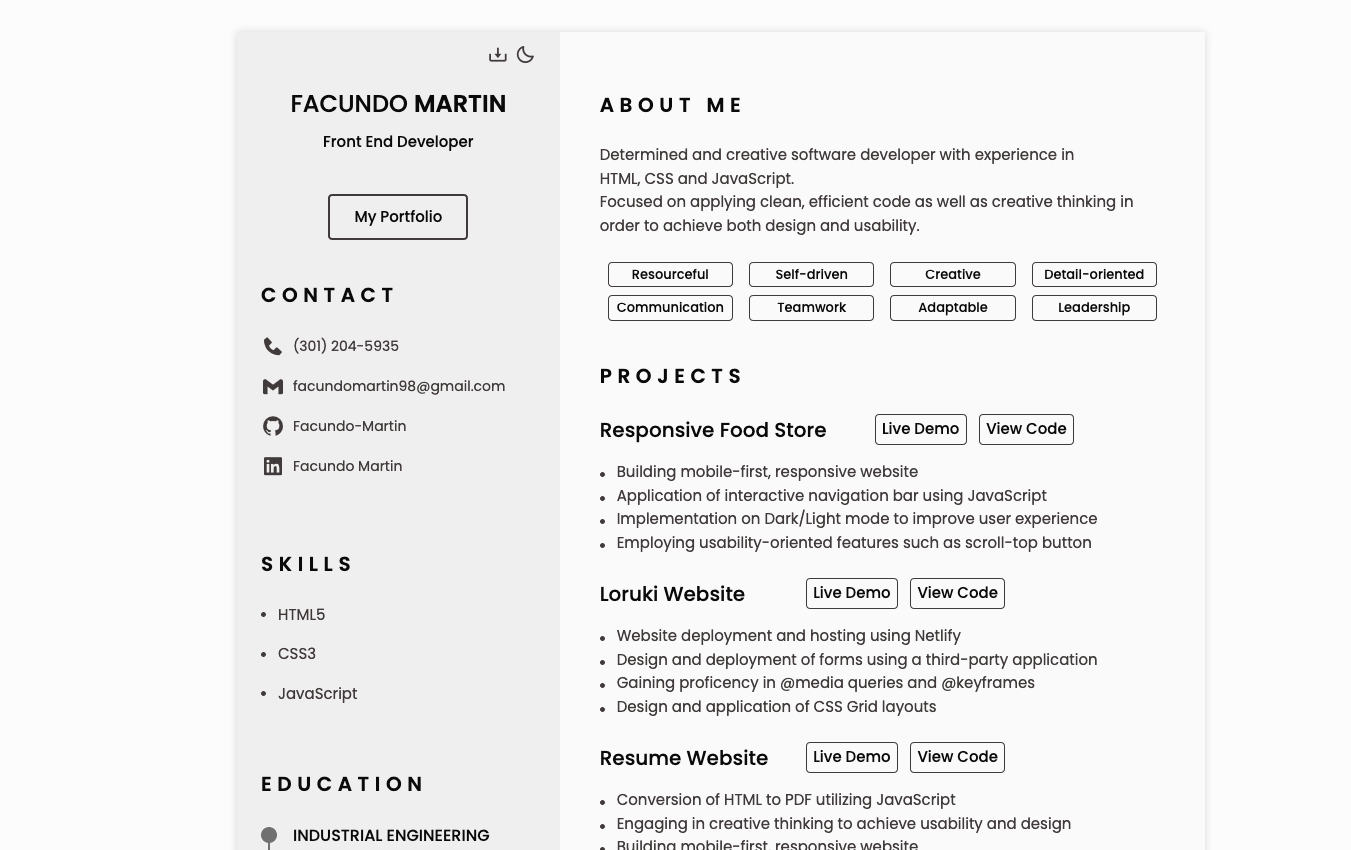 FACUNDO MARTIN
Front End Developer
My Portfolio
CONTACT
(301) 204-5935
facundomartin98@gmail.com
Facundo-Martin
Facundo Martin
SKILLS
• HTML5
• CSS3
• JavaScript
EDUCATION
INDUSTRIAL ENGINEERING
ABOUT ME
Determined and creative software developer with experience in
HTML, CSS and JavaScript.
Focused on applying clean, efficient code as well as creative thinking in
order to achieve both design and usability.
Resourceful Self-driven Creative Detail-oriented
Communication Teamwork Adaptable Leadership
PROJECTS
Responsive Food Store Live Demo View Code
• Building mobile-first, responsive website
• Application of interactive navigation bar using JavaScript
• Implementation on Dark/Light mode to improve user experience
• Employing usability-oriented features such as scroll-top button
Loruki Website Live Demo View Code
• Website deployment and hosting using Netlify
• Design and deployment of forms using a third-party application
• Gaining proficency in @media queries and @keyframes
• Design and application of CSS Grid layouts
Resume Website Live Demo View Code
• Conversion of HTML to PDF utilizing JavaScript
• Engaging in creative thinking to achieve usability and design
• Building mobile-first, responsive website